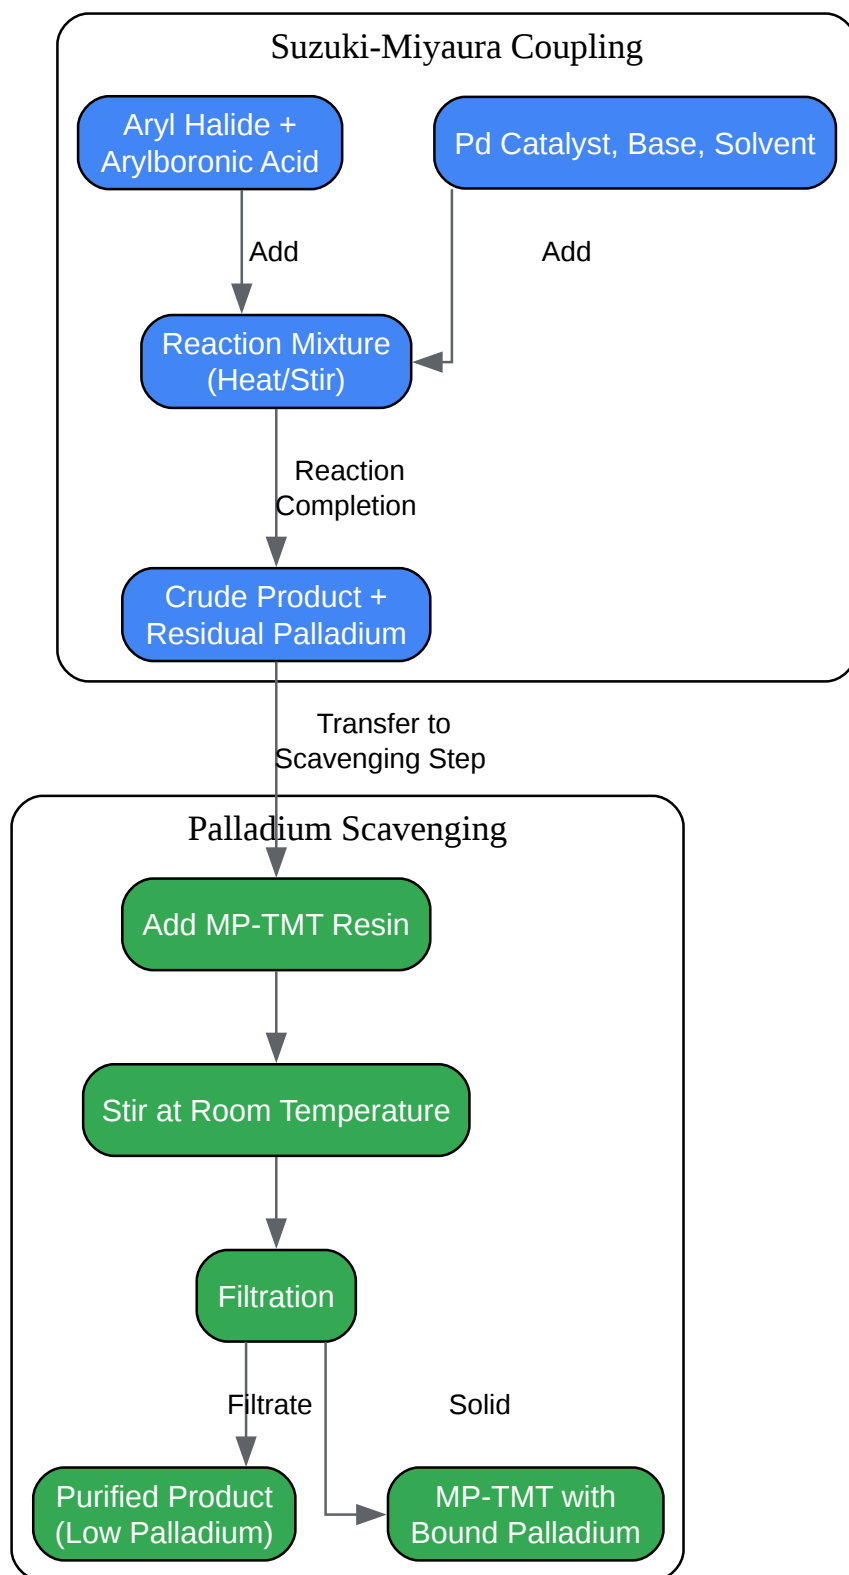 Suzuki-Miyaura Coupling
Aryl Halide +
Arylboronic Acid
Pd Catalyst, Base, Solvent
Add
Add
Reaction Mixture
(Heat/Stir)
Reaction
Completion
Crude Product +
Residual Palladium
Transfer to
Scavenging Step
Palladium Scavenging
Add MP-TMT Resin
Stir at Room Temperature
Filtration
Filtrate
Solid
Purified Product
(Low Palladium)
MP-TMT with
Bound Palladium